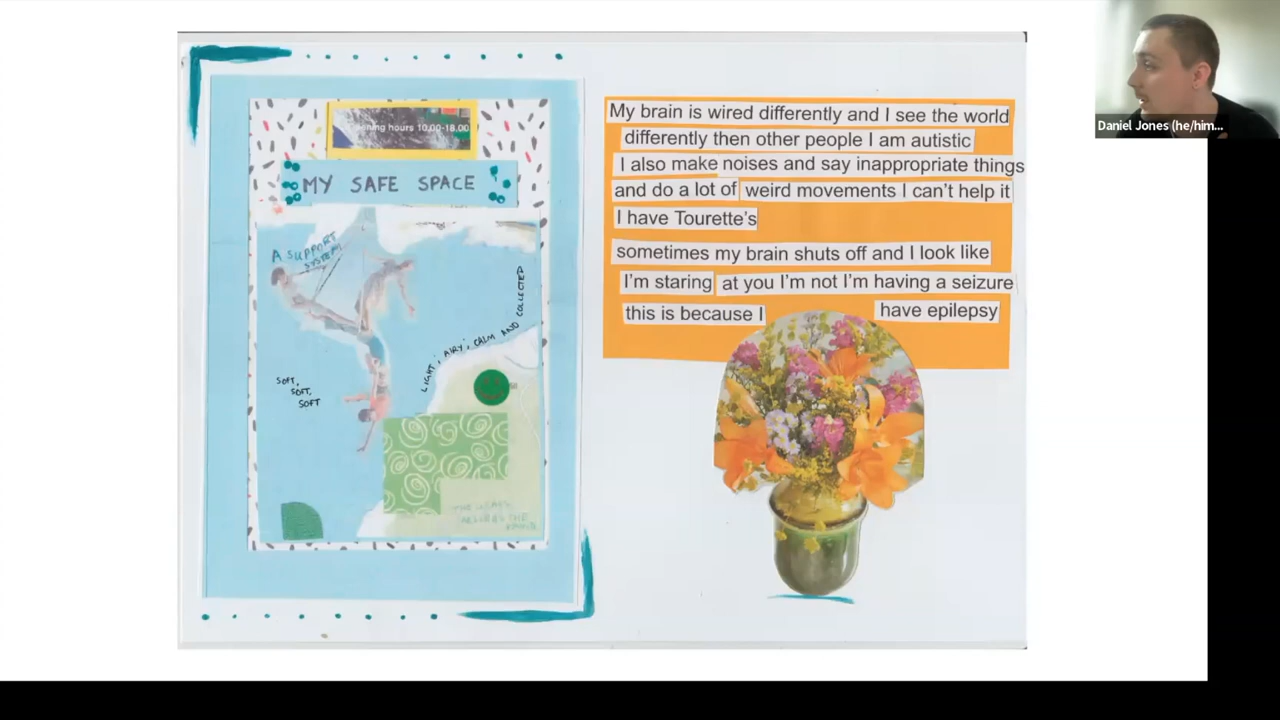 opening hours 10.00-18.00
MY SAFE SPACE
A SUPPORT
SYSTEM!
LIGHT, AIRY, CALM AND COLLECTED
SOFT,
SOFT,
SOFT
My brain is wired differently and I see the world
differently then other people I am autistic
I also make noises and say inappropriate things
and do a lot of weird movements I can't help it
I have Tourette's
sometimes my brain shuts off and I look like
I'm staring at you I'm not I'm having a seizure
this is because I have epilepsy
Daniel Jones (he/him...